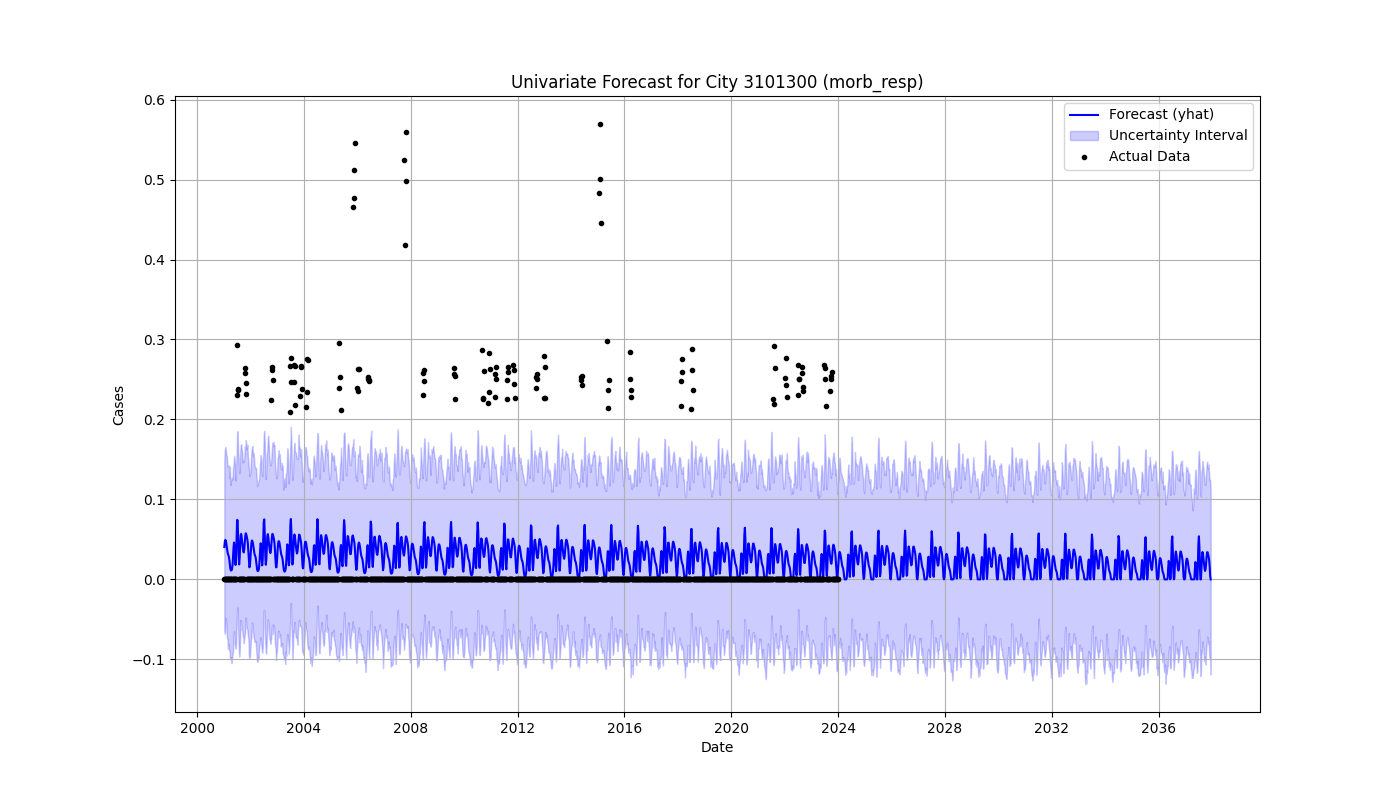 Univariate Forecast for City 3101300 (morb_resp)
Forecast (yhat)
Uncertainty Interval
Actual Data
Cases
0.6
0.5
0.4
0.3
0.2
0.1
0.0
−0.1
2000 2004 2008 2012 2016 2020 2024 2028 2032 2036
Date